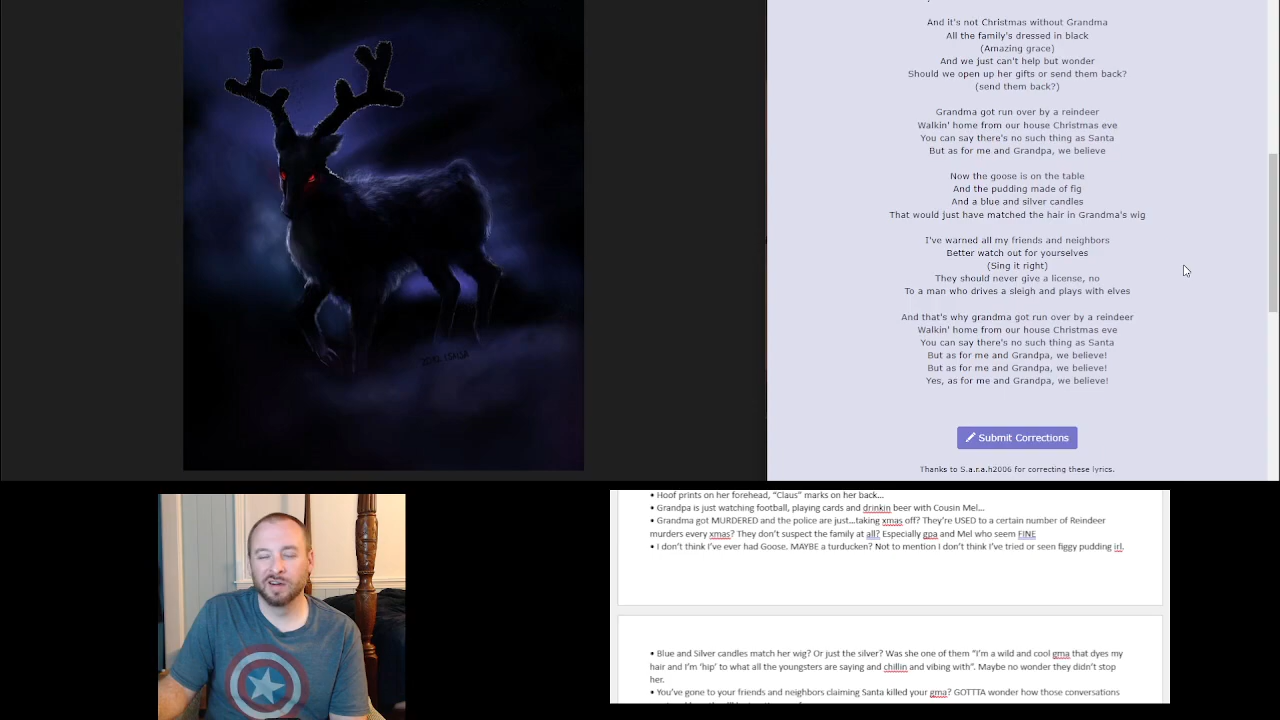 And it's not Christmas without Grandma
All the family's dressed in black
(Amazing grace)
And we just can't help but wonder
Should we open up her gifts or send them back?
(send them back?)
Grandma got run over by a reindeer
Walkin' home from our house Christmas eve
You can say there's no such thing as Santa
But as for me and Grandpa, we believe
Now the goose is on the table
And the pudding made of fig
And a blue and silver candles
That would just have matched the hair in Grandma's wig
I've warned all my friends and neighbors
Better watch out for yourselves
(Sing it right)
They should never give a license, no
To a man who drives a sleigh and plays with elves
And that's why grandma got run over by a reindeer
Walkin' home from our house Christmas eve
You can say there's no such thing as Santa
But as for me and Grandpa, we believe!
But as for me and Grandpa, we believe!
Yes, as for me and Grandpa, we believe!
Submit Corrections
Thanks to S.a.r.a.h2006 for correcting these lyrics.
• Hoof prints on her forehead, “Claus” marks on her back...
• Grandpa is just watching football, playing cards and drinkin beer with Cousin Mel...
• Grandma got MURDERED and the police are just...taking xmas off? They're USED to a certain number of Reindeer
murders every xmas? They don't suspect the family at all? Especially gpa and Mel who seem FINE
• I don't think I've ever had Goose. MAYBE a turducken? Not to mention I don't think I've tried or seen figgy pudding irl.
• Blue and Silver candles match her wig? Or just the silver? Was she one of them “I'm a wild and cool gma that dyes my
hair and I'm 'hip' to what all the youngsters are saying and chillin and vibing with”. Maybe no wonder they didn't stop
her.
• You've gone to your friends and neighbors claiming Santa killed your gma? GOTTTA wonder how those conversations